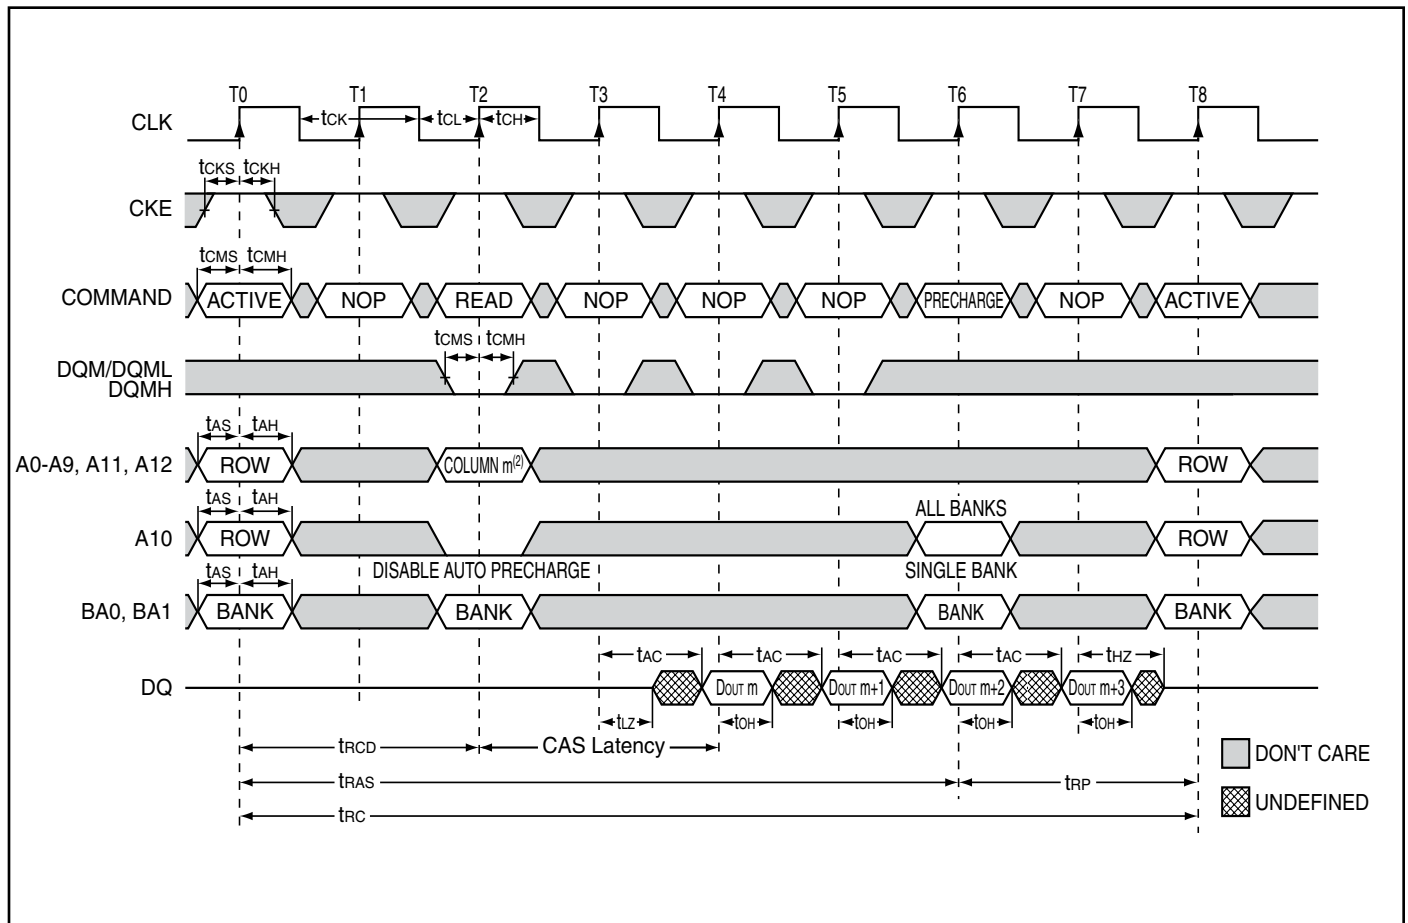 T0 T1 T2 T3 T4 T5 T6 T7 T8
CLK tCK tCL tCH
tCKS tCKH
CKE
tCMS tCMH
COMMAND ACTIVE NOP READ NOP NOP NOP PRECHARGE NOP ACTIVE
tCMS tCMH
DQM/DQML
DQMH
tAS tAH
A0-A9, A11, A12 ROW COLUMN m(2) ROW
tAS tAH ALL BANKS
A10 ROW ROW
DISABLE AUTO PRECHARGE SINGLE BANK
tAS tAH
BA0, BA1 BANK BANK BANK BANK
tAC tAC tAC tAC tHZ
DQ DOUT m DOUT m+1 DOUT m+2 DOUT m+3
tLZ tOH tOH tOH tOH
tRCD CAS Latency
DON'T CARE
tRAS tRP
UNDEFINED
tRC